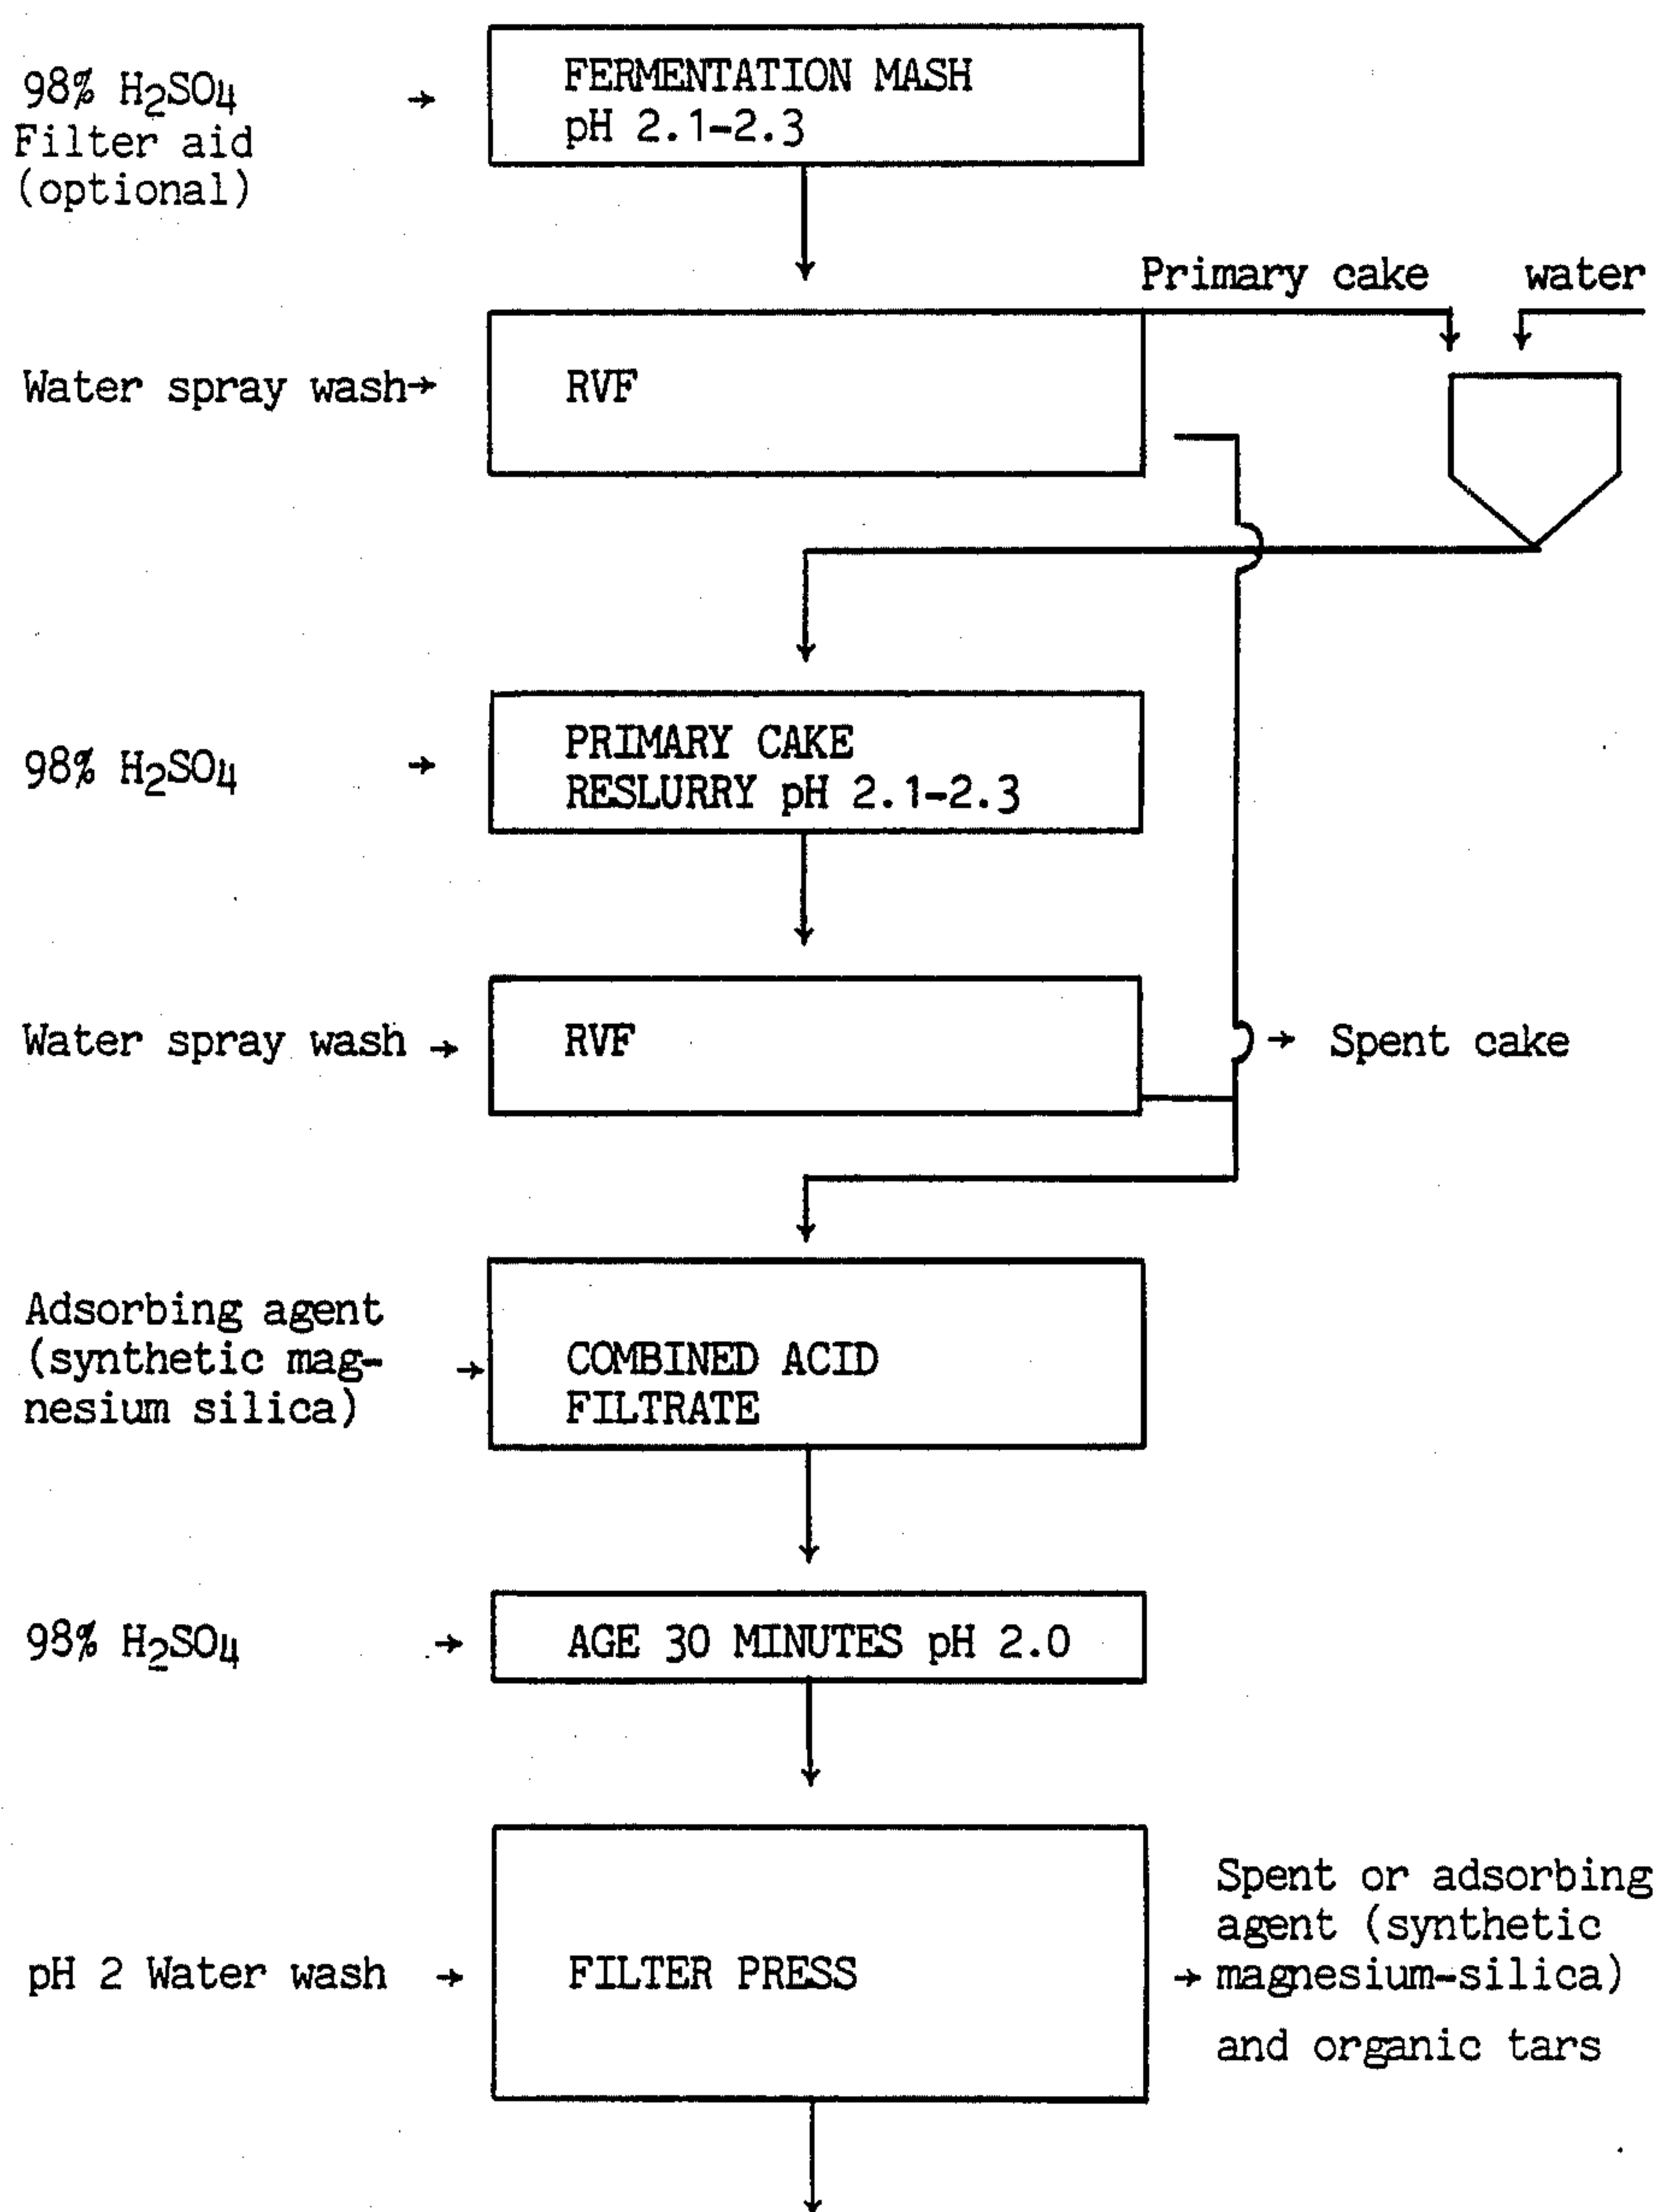 98% H₂SO₄
Filter aid
(optional)
→
FERMENTATION MASH
pH 2.1-2.3
Primary cake
water
Water spray wash→
RVF
98% H₂SO₄ →
PRIMARY CAKE
RESLURRY pH 2.1-2.3
Water spray wash →
RVF
→ Spent cake
Adsorbing agent
(synthetic mag-
nesium silica)
→
COMBINED ACID
FILTRATE
98% H₂SO₄ →
AGE 30 MINUTES pH 2.0
pH 2 Water wash →
FILTER PRESS
→
Spent or adsorbing
agent (synthetic
magnesium-silica)
and organic tars